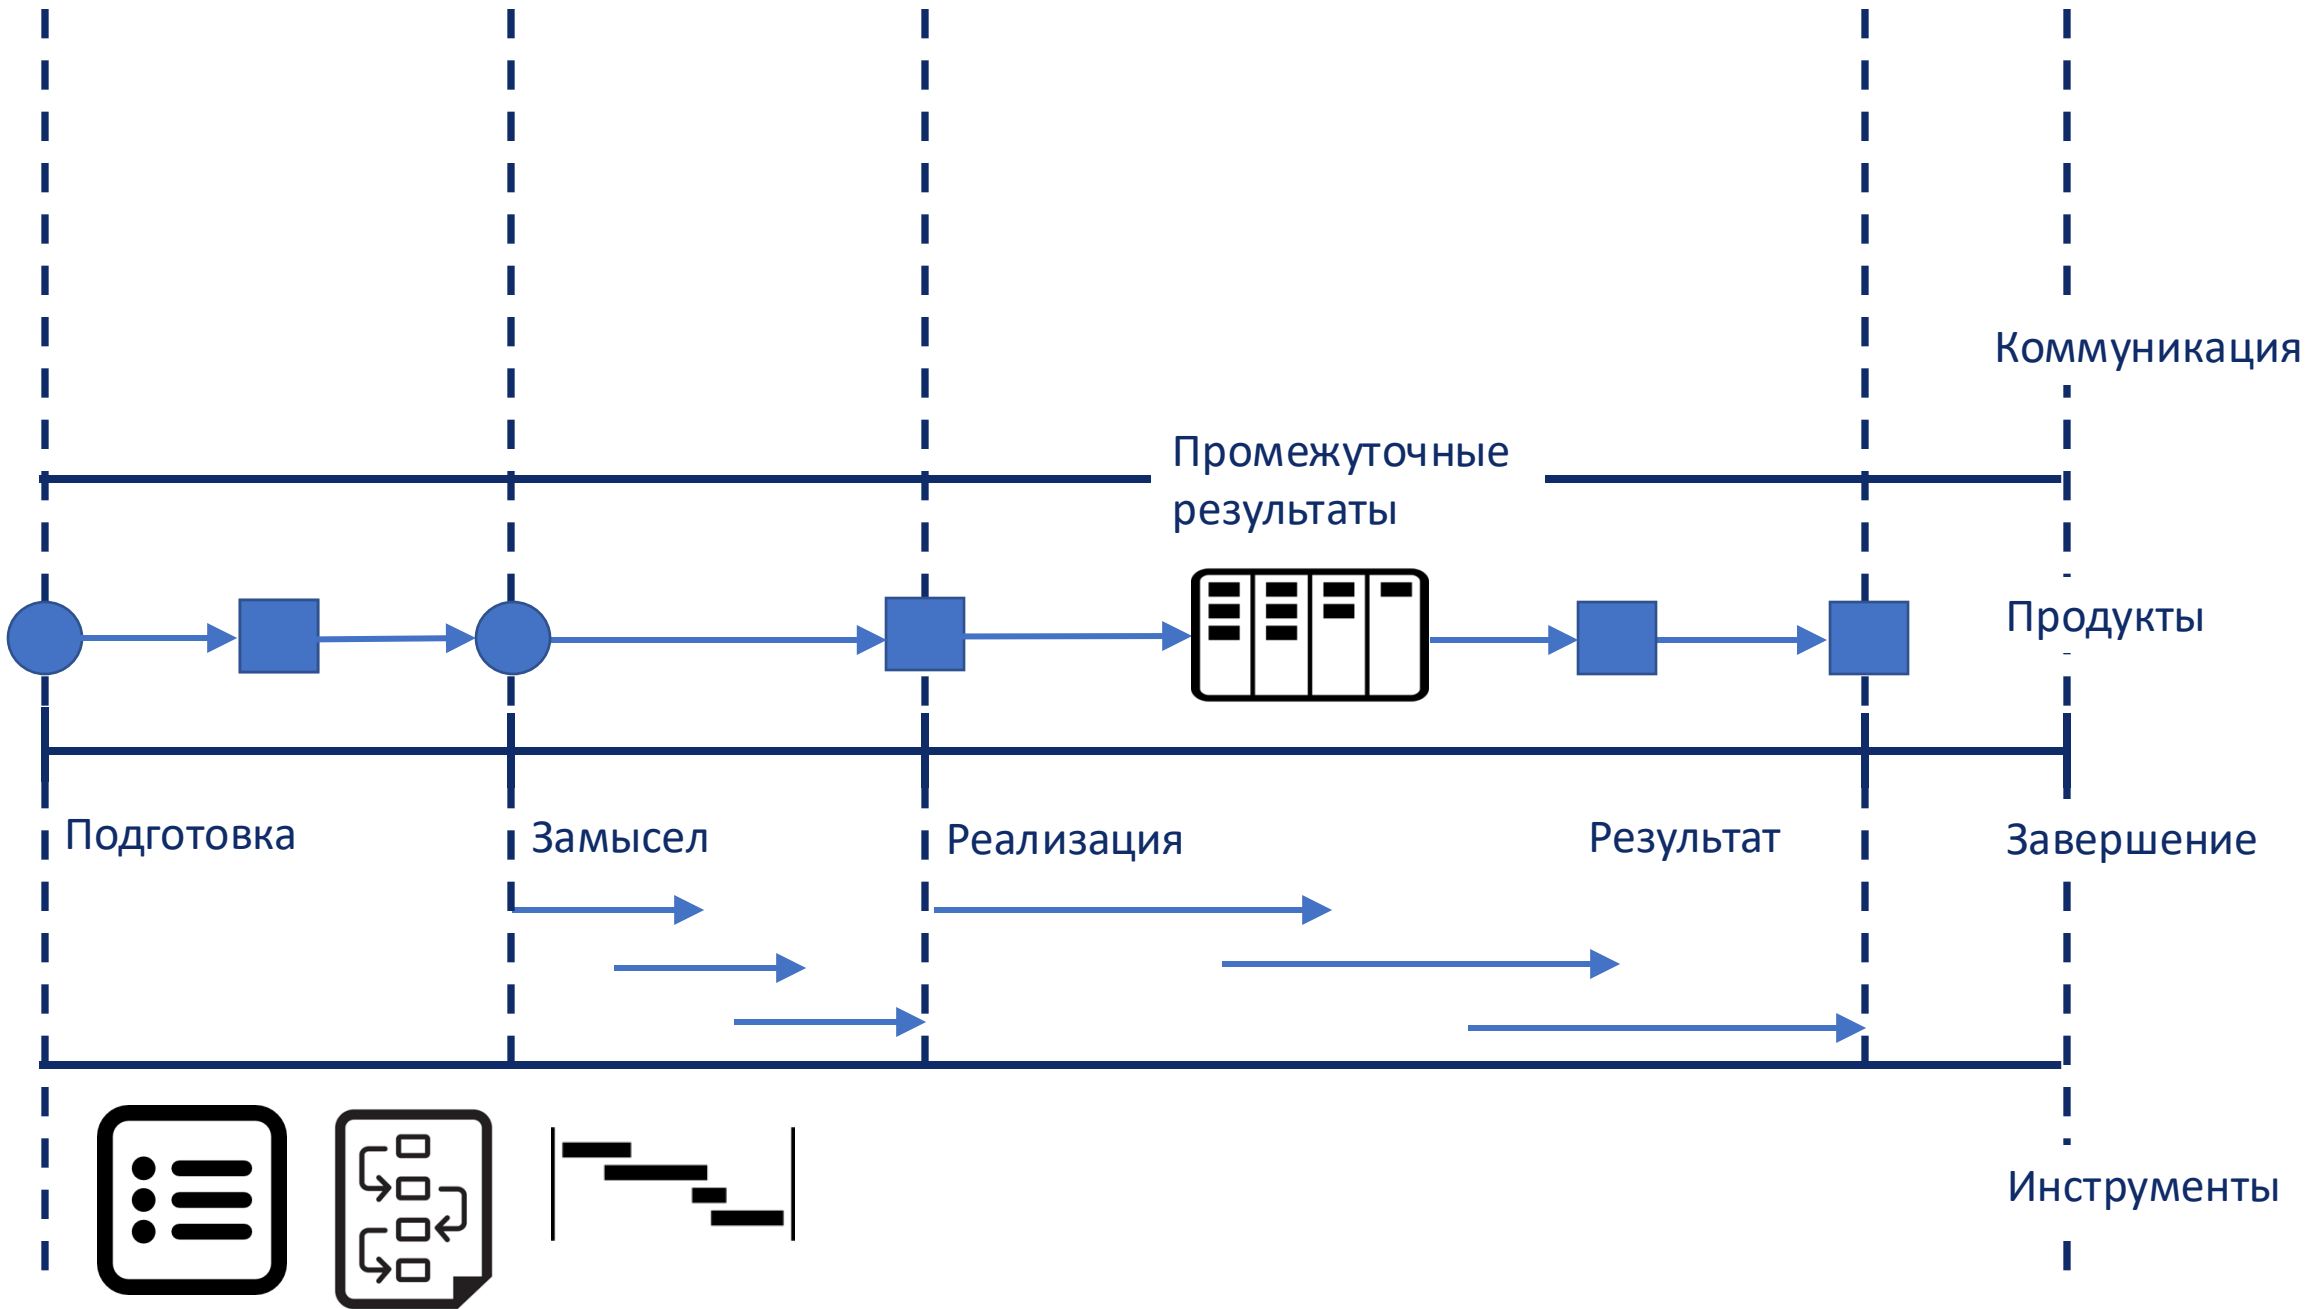 Коммуникация
Промежуточные
результаты
Продукты
Подготовка
Замысел
Реализация
Результат
Завершение
Инструменты